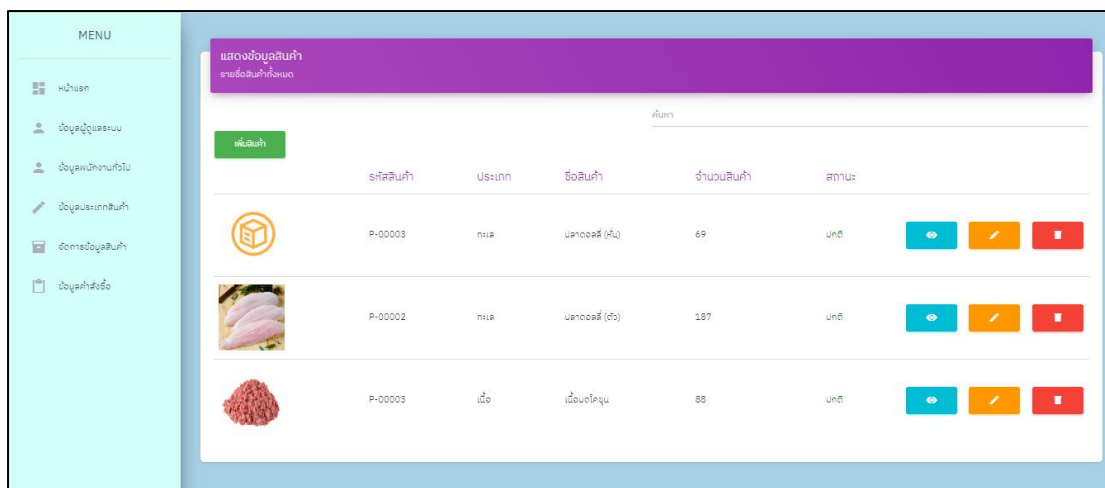 MENU
หน้าแรก
ข้อมูลผู้ดูแลระบบ
ข้อมูลพนักงานทั่วไป
ข้อมูลประเภทสินค้า
จัดการข้อมูลสินค้า
ข้อมูลคำสั่งซื้อ
แสดงข้อมูลสินค้า
รายชื่อสินค้าทั้งหมด
ค้นหา
เพิ่มสินค้า
รหัสสินค้า ประเภท ชื่อสินค้า จำนวนสินค้า สถานะ
P-00003 ทะเล ปลาดอลลี่ (หั่น) 69 ปกติ
P-00002 ทะเล ปลาดอลลี่ (ตัว) 187 ปกติ
P-00003 เนื้อ เนื้อบดโคขุน 88 ปกติ